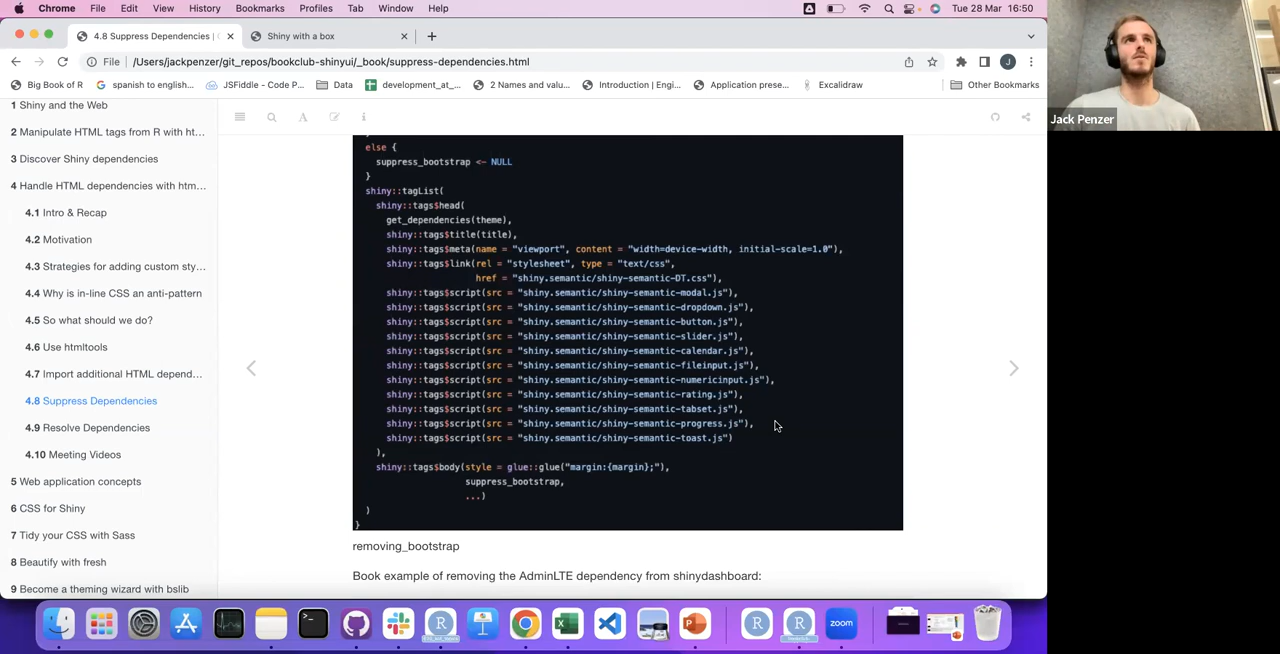 Chrome File Edit View History Bookmarks Profiles Tab Window Help Tue 28 Mar 16:50
4.8 Suppress Dependencies | Shiny with a box
File /Users/jackpenzer/git_repos/bookclub-shinyui/_book/suppress-dependencies.html J
Big Book of R spanish to english... JSFiddle - Code P... Data development_at_... 2 Names and valu... Introduction | Engi... Application prese... Excalidraw Other Bookmarks
Jack Penzer
1 Shiny and the Web
2 Manipulate HTML tags from R with ht...
3 Discover Shiny dependencies
4 Handle HTML dependencies with htm...
4.1 Intro & Recap
4.2 Motivation
4.3 Strategies for adding custom sty...
4.4 Why is in-line CSS an anti-pattern
4.5 So what should we do?
4.6 Use htmltools
4.7 Import additional HTML depend...
4.8 Suppress Dependencies
4.9 Resolve Dependencies
4.10 Meeting Videos
5 Web application concepts
6 CSS for Shiny
7 Tidy your CSS with Sass
8 Beautify with fresh
9 Become a theming wizard with bslib
A i
else {
suppress_bootstrap <- NULL
}
shiny::tagList(
shiny::tags$head(
get_dependencies(theme),
shiny::tags$title(title),
shiny::tags$meta(name = "viewport", content = "width=device-width, initial-scale=1.0"),
shiny::tags$link(rel = "stylesheet", type = "text/css",
href = "shiny.semantic/shiny-semantic-DT.css"),
shiny::tags$script(src = "shiny.semantic/shiny-semantic-modal.js"),
shiny::tags$script(src = "shiny.semantic/shiny-semantic-dropdown.js"),
shiny::tags$script(src = "shiny.semantic/shiny-semantic-button.js"),
shiny::tags$script(src = "shiny.semantic/shiny-semantic-slider.js"),
shiny::tags$script(src = "shiny.semantic/shiny-semantic-calendar.js"),
shiny::tags$script(src = "shiny.semantic/shiny-semantic-fileinput.js"),
shiny::tags$script(src = "shiny.semantic/shiny-semantic-numericinput.js"),
shiny::tags$script(src = "shiny.semantic/shiny-semantic-rating.js"),
shiny::tags$script(src = "shiny.semantic/shiny-semantic-tabset.js"),
shiny::tags$script(src = "shiny.semantic/shiny-semantic-progress.js"),
shiny::tags$script(src = "shiny.semantic/shiny-semantic-toast.js")
),
shiny::tags$body(style = glue::glue("margin:{margin};"),
suppress_bootstrap,
...)
)
}
removing_bootstrap
Book example of removing the AdminLTE dependency from shinydashboard:
R R R zoom